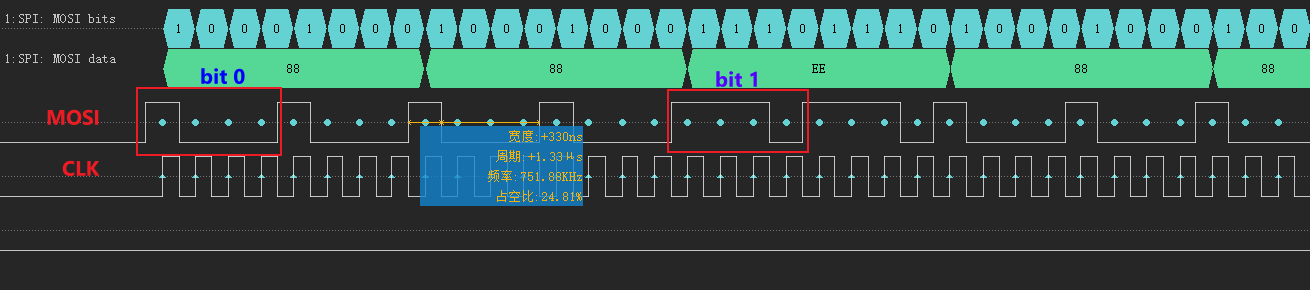 1:SPI: MOSI bits 1 0 0 0 1 0 0 0 1 0 0 0 1 0 0 0 1 1 1 0 1 1 1 0 1 0 0 0 1 0 0 0 1 0 0
1:SPI: MOSI data 88 88 EE 88 88
bit 0 bit 1
MOSI
宽度:+330ns
周期:+1.33μs
CLK
频率:751.88KHz
占空比:24.81%